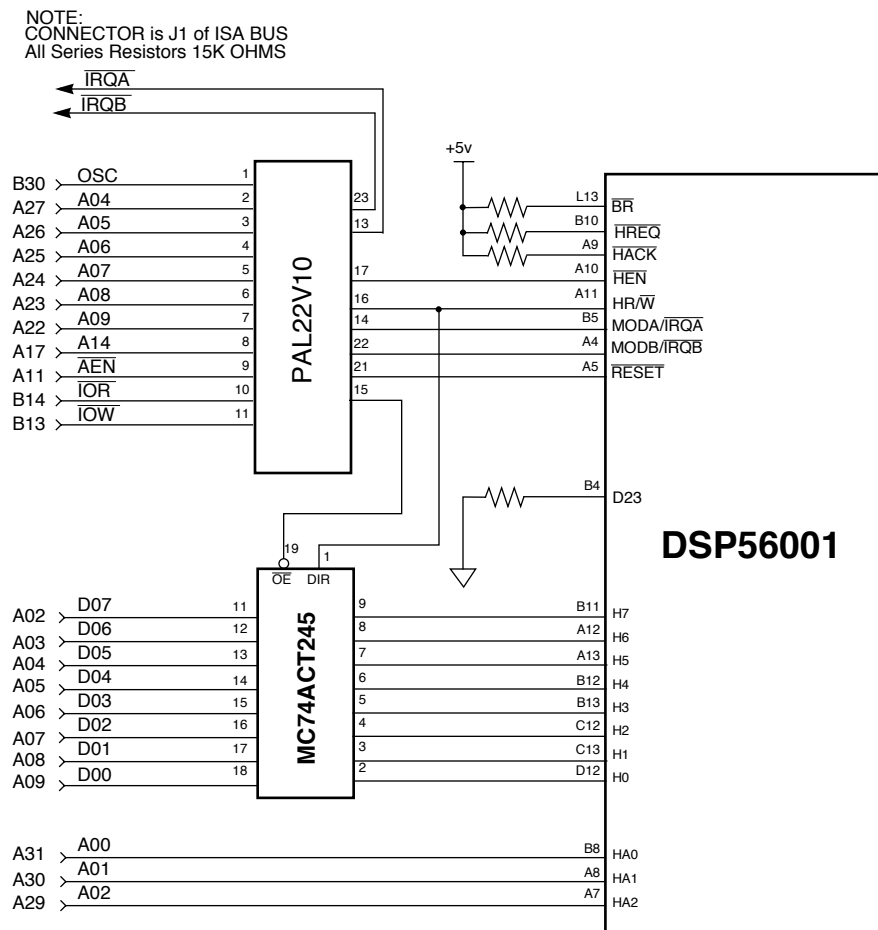 NOTE:
CONNECTOR is J1 of ISA BUS
All Series Resistors 15K OHMS
IRQA
IRQB
+5v
B30 OSC 1
A27 A04 2
A26 A05 3
A25 A06 4
A24 A07 5
A23 A08 6
A22 A09 7
A17 A14 8
A11 AEN 9
B14 IOR 10
B13 IOW 11
PAL22V10
23
13
17
16
14
22
21
15
L13 BR
B10 HREQ
A9 HACK
A10 HEN
A11 HR/W
B5 MODA/IRQA
A4 MODB/IRQB
A5 RESET
B4 D23
DSP56001
19 1
OE DIR
MC74ACT245
A02 D07 11 9 B11 H7
A03 D06 12 8 A12 H6
A04 D05 13 7 A13 H5
A05 D04 14 6 B12 H4
A06 D03 15 5 B13 H3
A07 D02 16 4 C12 H2
A08 D01 17 3 C13 H1
A09 D00 18 2 D12 H0
A31 A00 B8 HA0
A30 A01 A8 HA1
A29 A02 A7 HA2